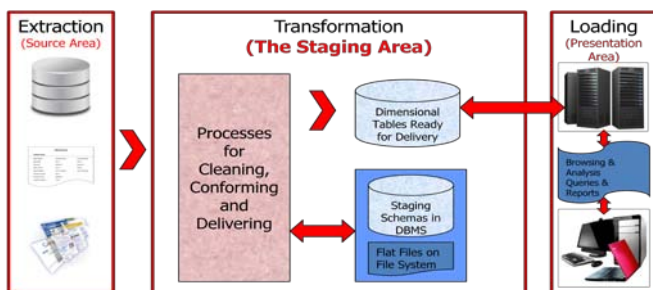 Extraction
(Source Area)
Transformation
(The Staging Area)
Processes
for
Cleaning,
Conforming
and
Delivering
Dimensional
Tables Ready
for Delivery
Staging
Schemas in
DBMS
Flat Files on
File System
Loading
(Presentation
Area)
Browsing &
Analysis
Queries &
Reports